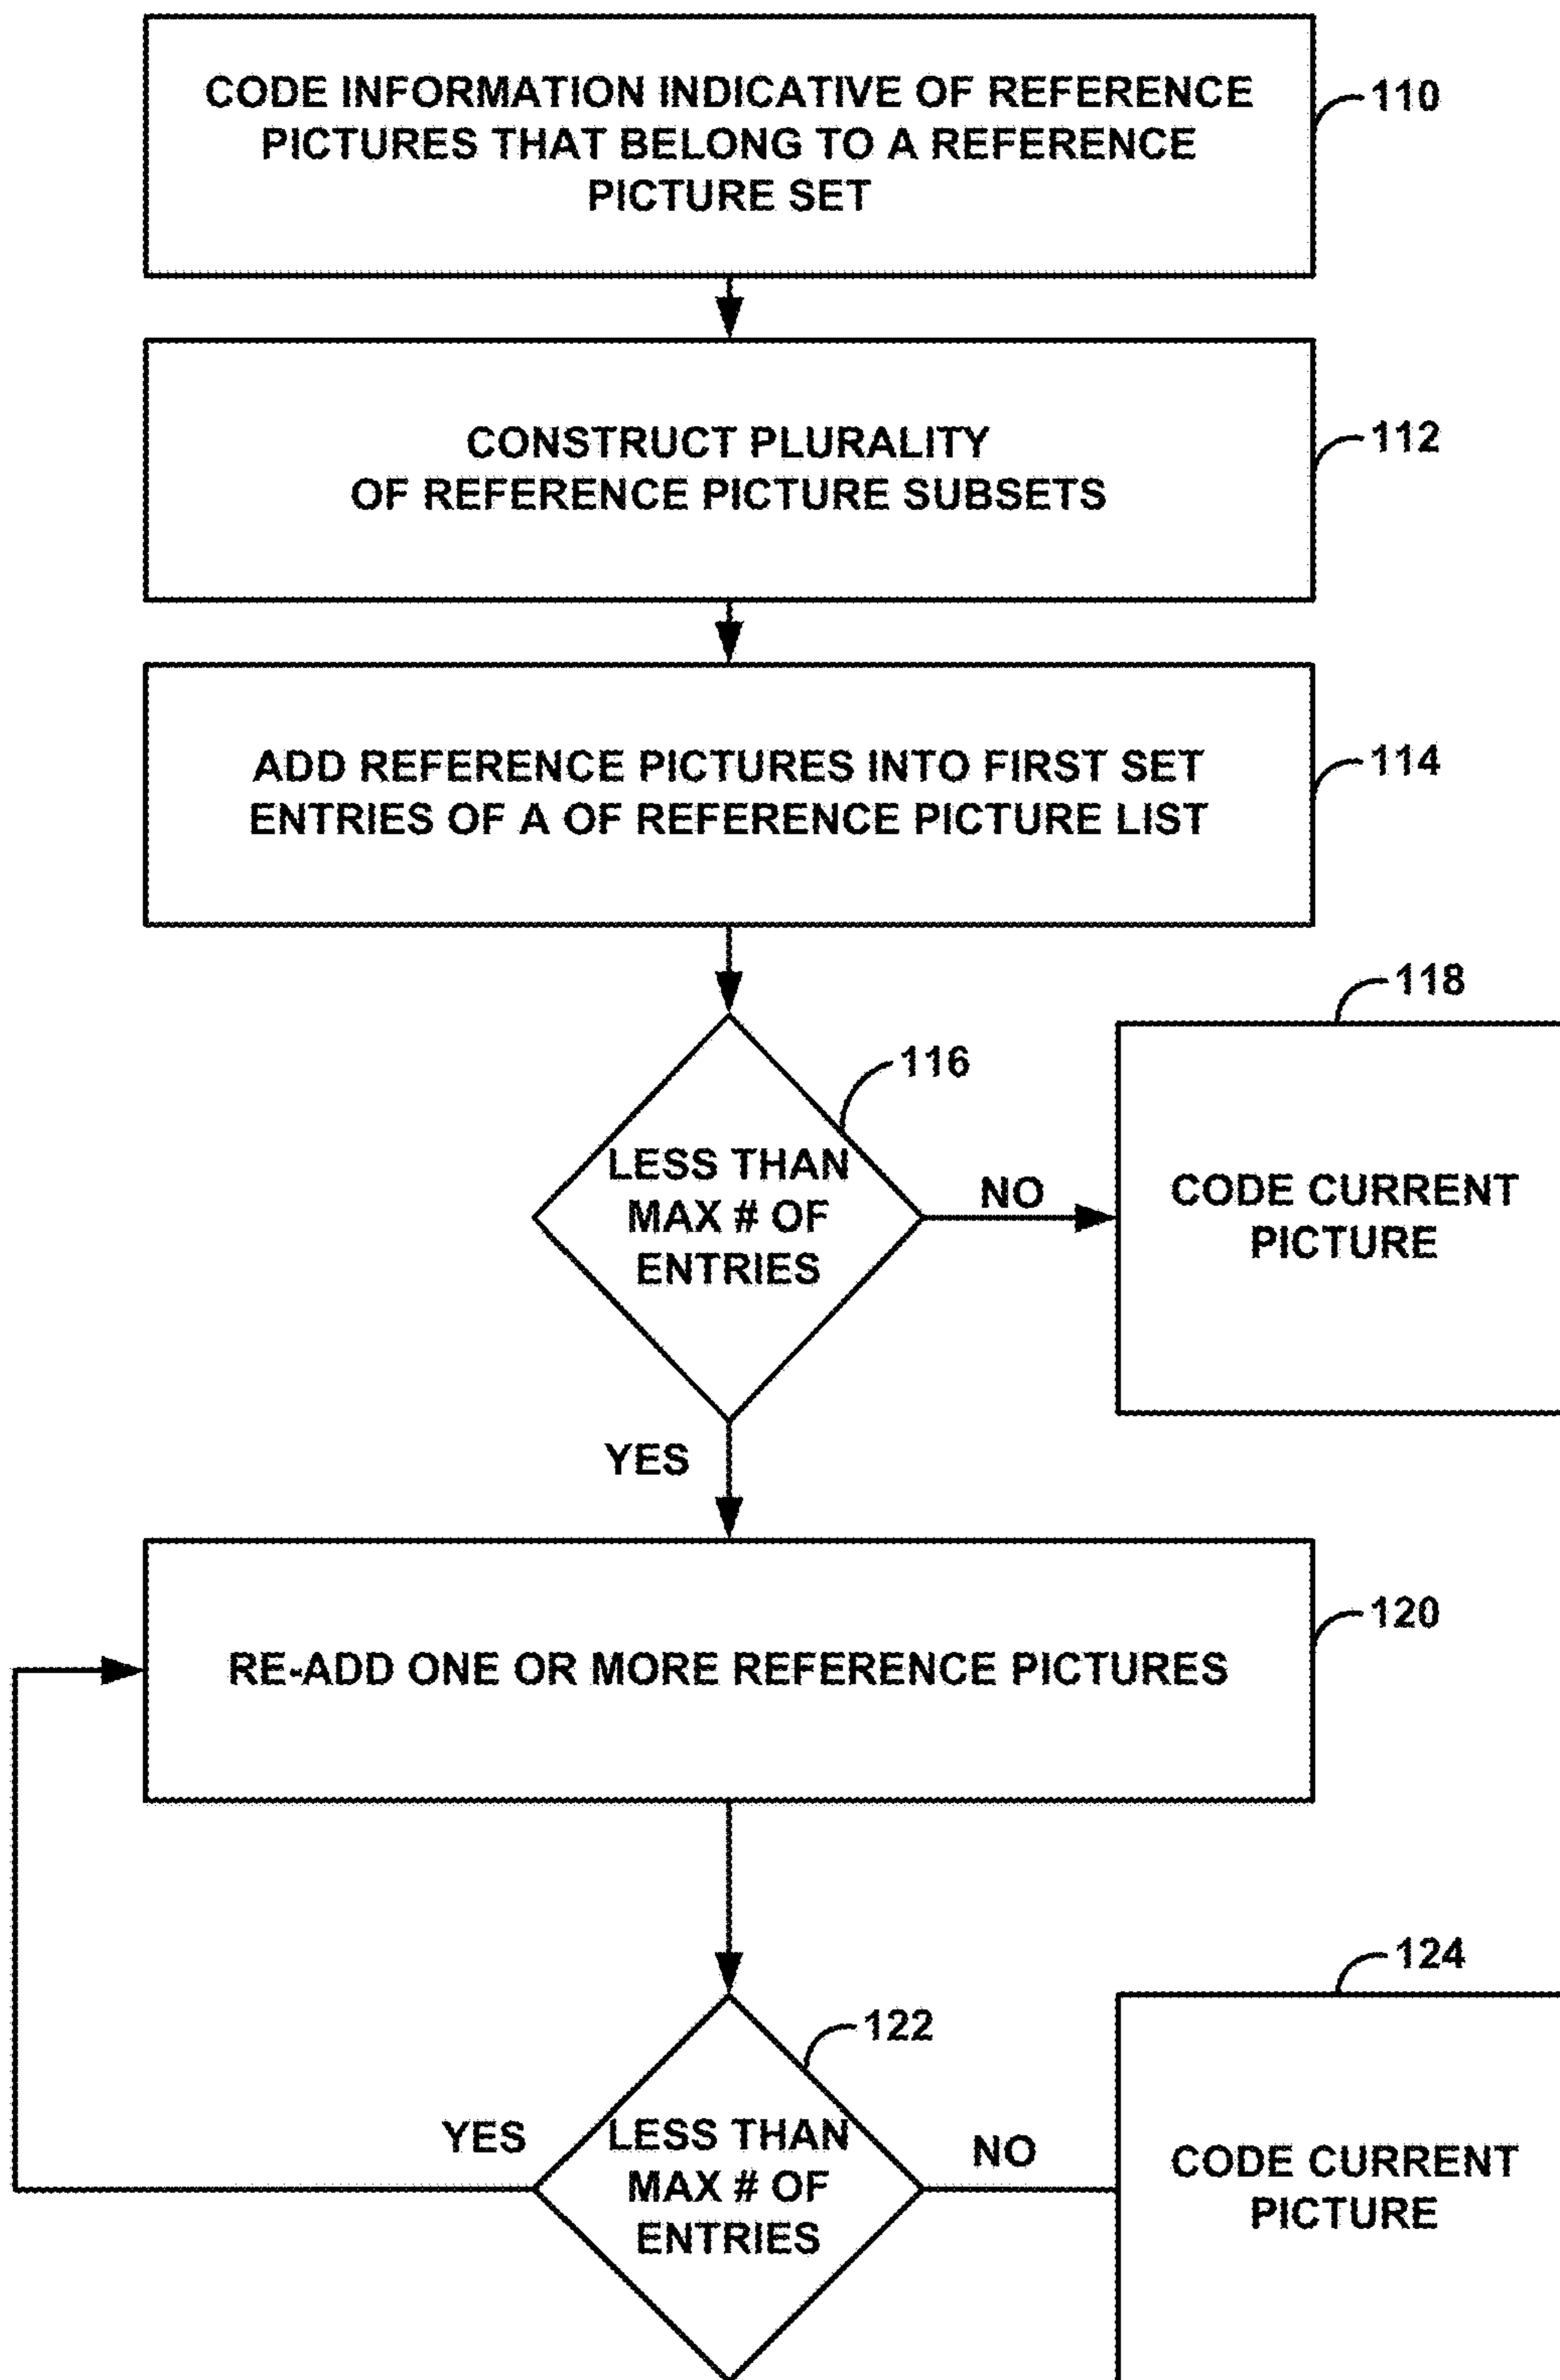 CODE INFORMATION INDICATIVE OF REFERENCE
PICTURES THAT BELONG TO A REFERENCE
PICTURE SET
110
CONSTRUCT PLURALITY
OF REFERENCE PICTURE SUBSETS
112
ADD REFERENCE PICTURES INTO FIRST SET
ENTRIES OF A OF REFERENCE PICTURE LIST
114
118
116
LESS THAN
MAX # OF
ENTRIES
NO
CODE CURRENT
PICTURE
YES
120
RE-ADD ONE OR MORE REFERENCE PICTURES
124
122
YES
LESS THAN
MAX # OF
ENTRIES
NO
CODE CURRENT
PICTURE